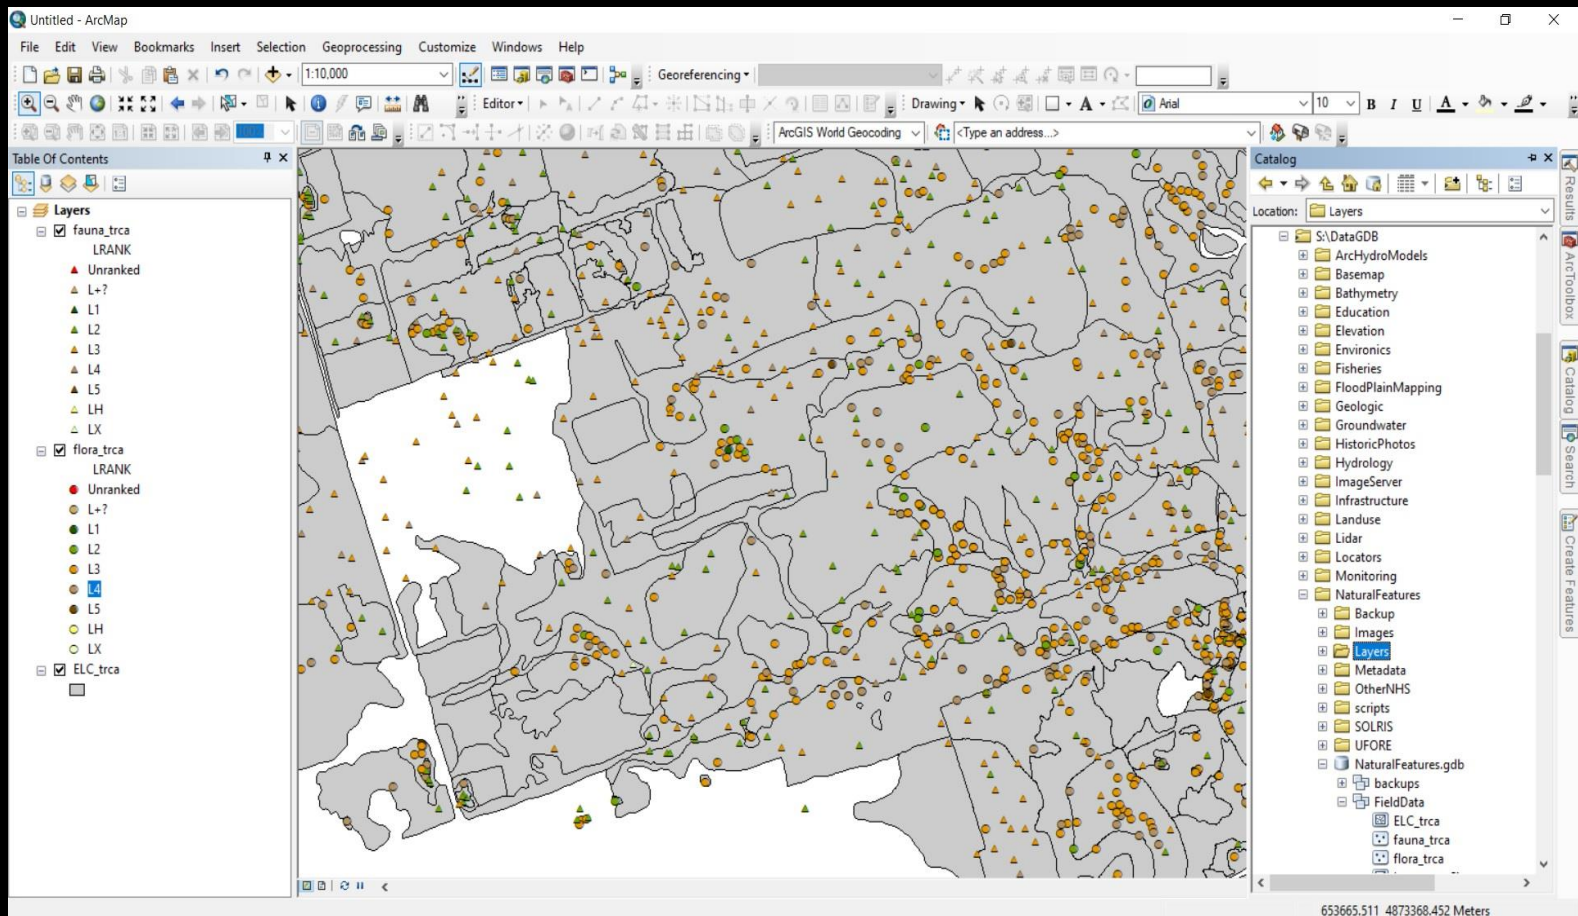 Untitled - ArcMap
File Edit View Bookmarks Insert Selection Geoprocessing Customize Windows Help
1:10,000 Georeferencing
Editor Drawing Arial 10 B I U A
ArcGIS World Geocoding <Type an address...>
Table Of Contents
Layers
fauna_trca
LRANK
Unranked
L+?
L1
L2
L3
L4
L5
LH
LX
flora_trca
LRANK
Unranked
L+?
L1
L2
L3
L4
L5
LH
LX
ELC_trca
Catalog
Location: Layers
S:\DataGDB
ArcHydroModels
Basemap
Bathymetry
Education
Elevation
Environics
Fisheries
FloodPlainMapping
Geologic
Groundwater
HistoricPhotos
Hydrology
ImageServer
Infrastructure
Landuse
Lidar
Locators
Monitoring
NaturalFeatures
Backup
Images
Layers
Metadata
OtherNHS
scripts
SOLRIS
UFORE
NaturalFeatures.gdb
backups
FieldData
ELC_trca
fauna_trca
flora_trca
Results
ArcToolbox
Catalog
Search
Create Features
653665.511 4873368.452 Meters